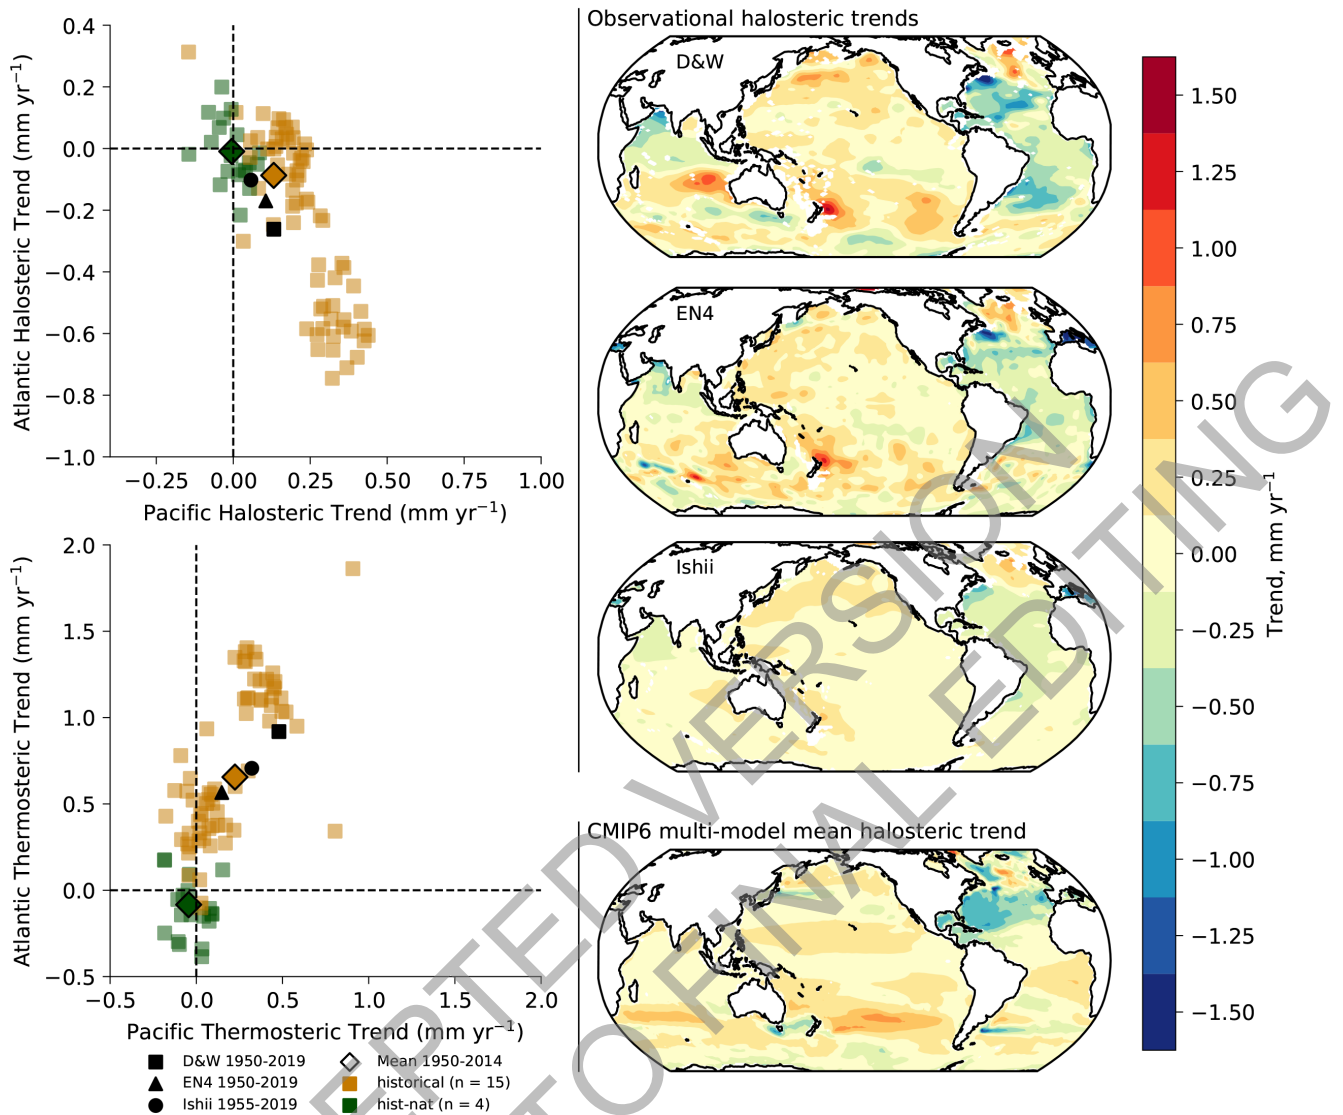 0.4
0.2
0.0
−0.2
−0.4
−0.6
−0.8
−1.0
Atlantic Halosteric Trend (mm yr⁻¹)
−0.25 0.00 0.25 0.50 0.75 1.00
Pacific Halosteric Trend (mm yr⁻¹)
2.0
1.5
1.0
0.5
0.0
−0.5
Atlantic Thermosteric Trend (mm yr⁻¹)
−0.5 0.0 0.5 1.0 1.5 2.0
Pacific Thermosteric Trend (mm yr⁻¹)
D&W 1950-2019
EN4 1950-2019
Ishii 1955-2019
Mean 1950-2014
historical (n = 15)
hist-nat (n = 4)
Observational halosteric trends
D&W
EN4
Ishii
CMIP6 multi-model mean halosteric trend
1.50
1.25
1.00
0.75
0.50
0.25
0.00
−0.25
−0.50
−0.75
−1.00
−1.25
−1.50
Trend, mm yr⁻¹
EPTED VERSION
TO FINAL EDITING